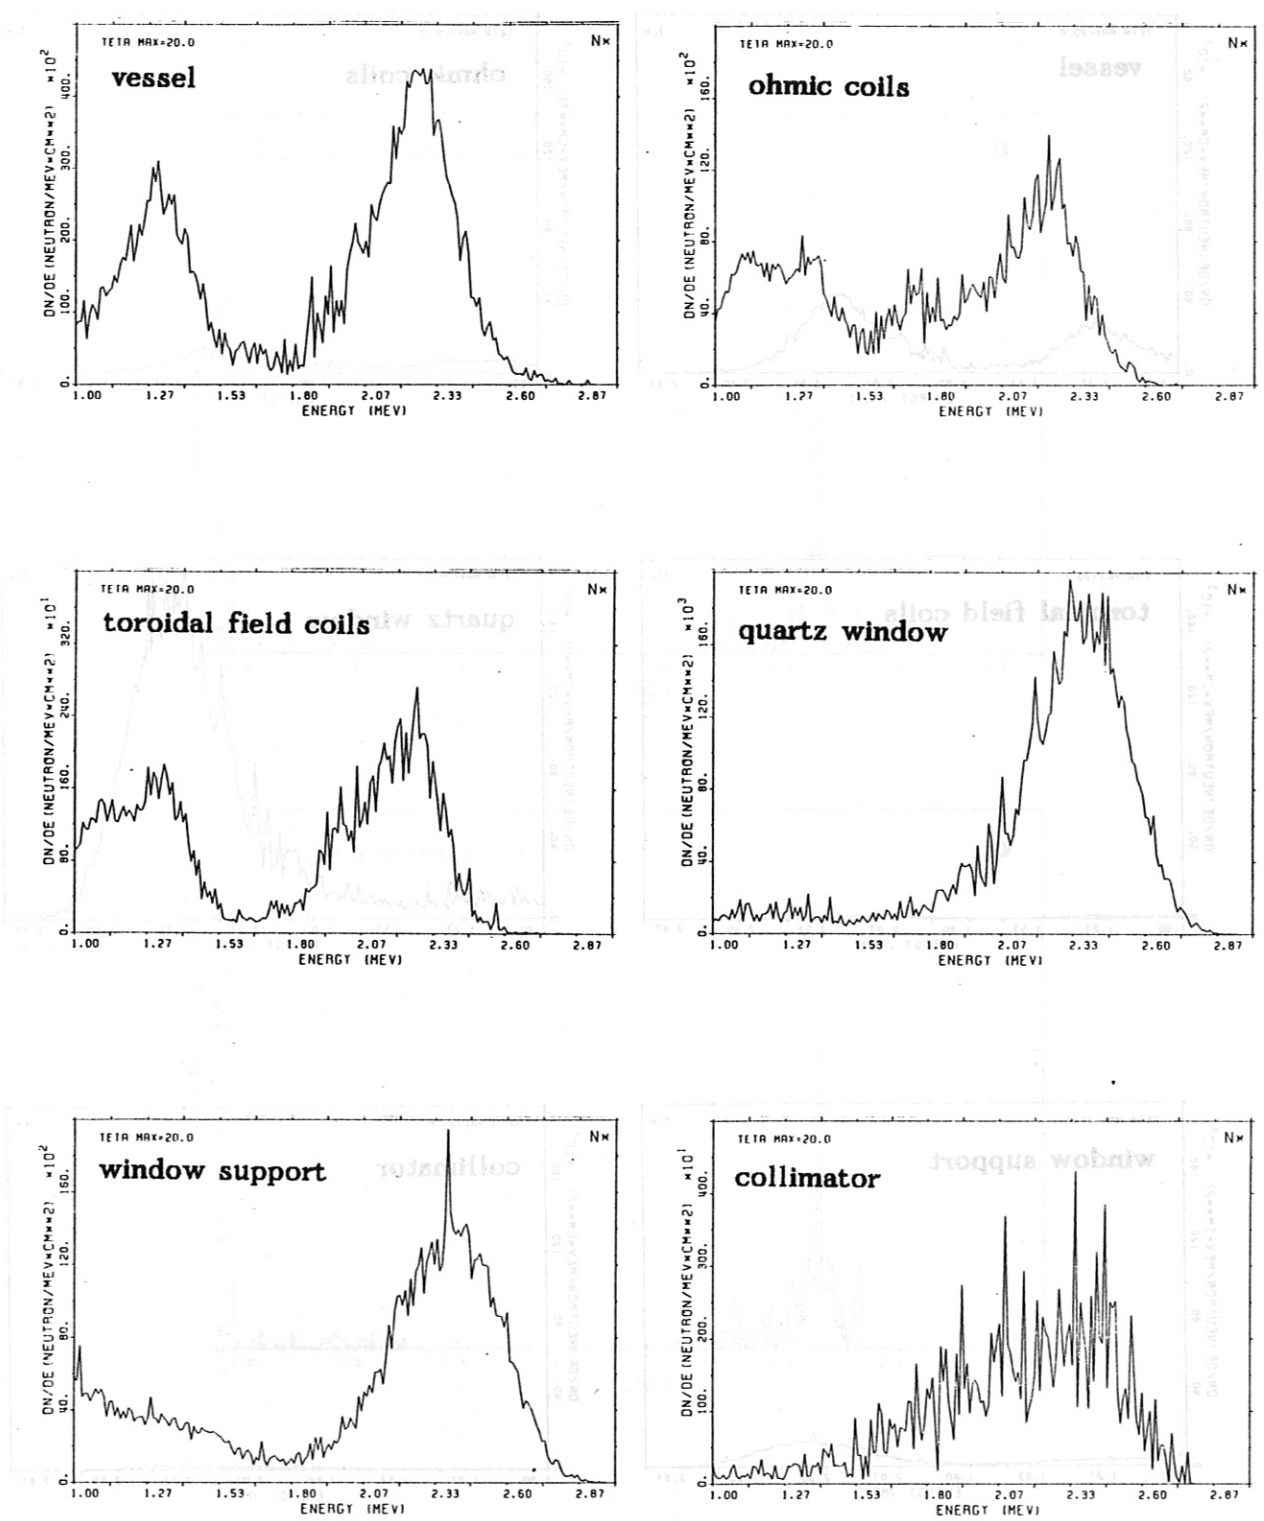 TETA MAX=20.0 N*
vessel
DN/DE (NEUTRON/MEV*CM**2) *10²
400.
300.
200.
100.
0.
1.00 1.27 1.53 1.80 2.07 2.33 2.60 2.87
ENERGY (MEV)
TETA MAX=20.0 N*
ohmic coils
DN/DE (NEUTRON/MEV*CM**2) *10²
160.
120.
80.
40.
0.
1.00 1.27 1.53 1.80 2.07 2.33 2.60 2.87
ENERGY (MEV)
TETA MAX=20.0 N*
toroidal field coils
DN/DE (NEUTRON/MEV*CM**2) *10¹
320.
240.
160.
80.
0.
1.00 1.27 1.53 1.80 2.07 2.33 2.60 2.87
ENERGY (MEV)
TETA MAX=20.0 N*
quartz window
DN/DE (NEUTRON/MEV*CM**2) *10³
160.
120.
80.
40.
0.
1.00 1.27 1.53 1.80 2.07 2.33 2.60 2.87
ENERGY (MEV)
TETA MAX=20.0 N*
window support
DN/DE (NEUTRON/MEV*CM**2) *10²
160.
120.
80.
40.
0.
1.00 1.27 1.53 1.80 2.07 2.33 2.60 2.87
ENERGY (MEV)
TETA MAX=20.0 N*
collimator
DN/DE (NEUTRON/MEV*CM**2) *10¹
400.
300.
200.
100.
0.
1.00 1.27 1.53 1.80 2.07 2.33 2.60 2.87
ENERGY (MEV)